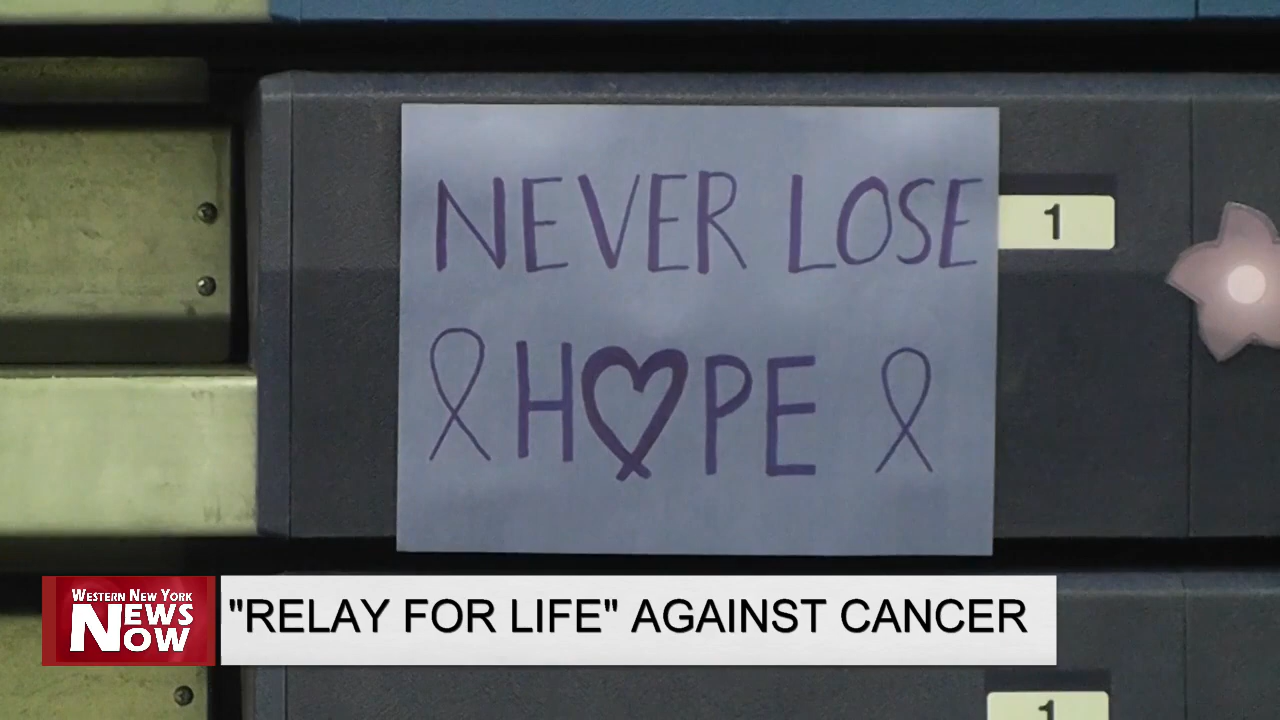 NEVER LOSE
1
HOPE
WESTERN NEW YORK
NEWS
NOW
"RELAY FOR LIFE" AGAINST CANCER
1